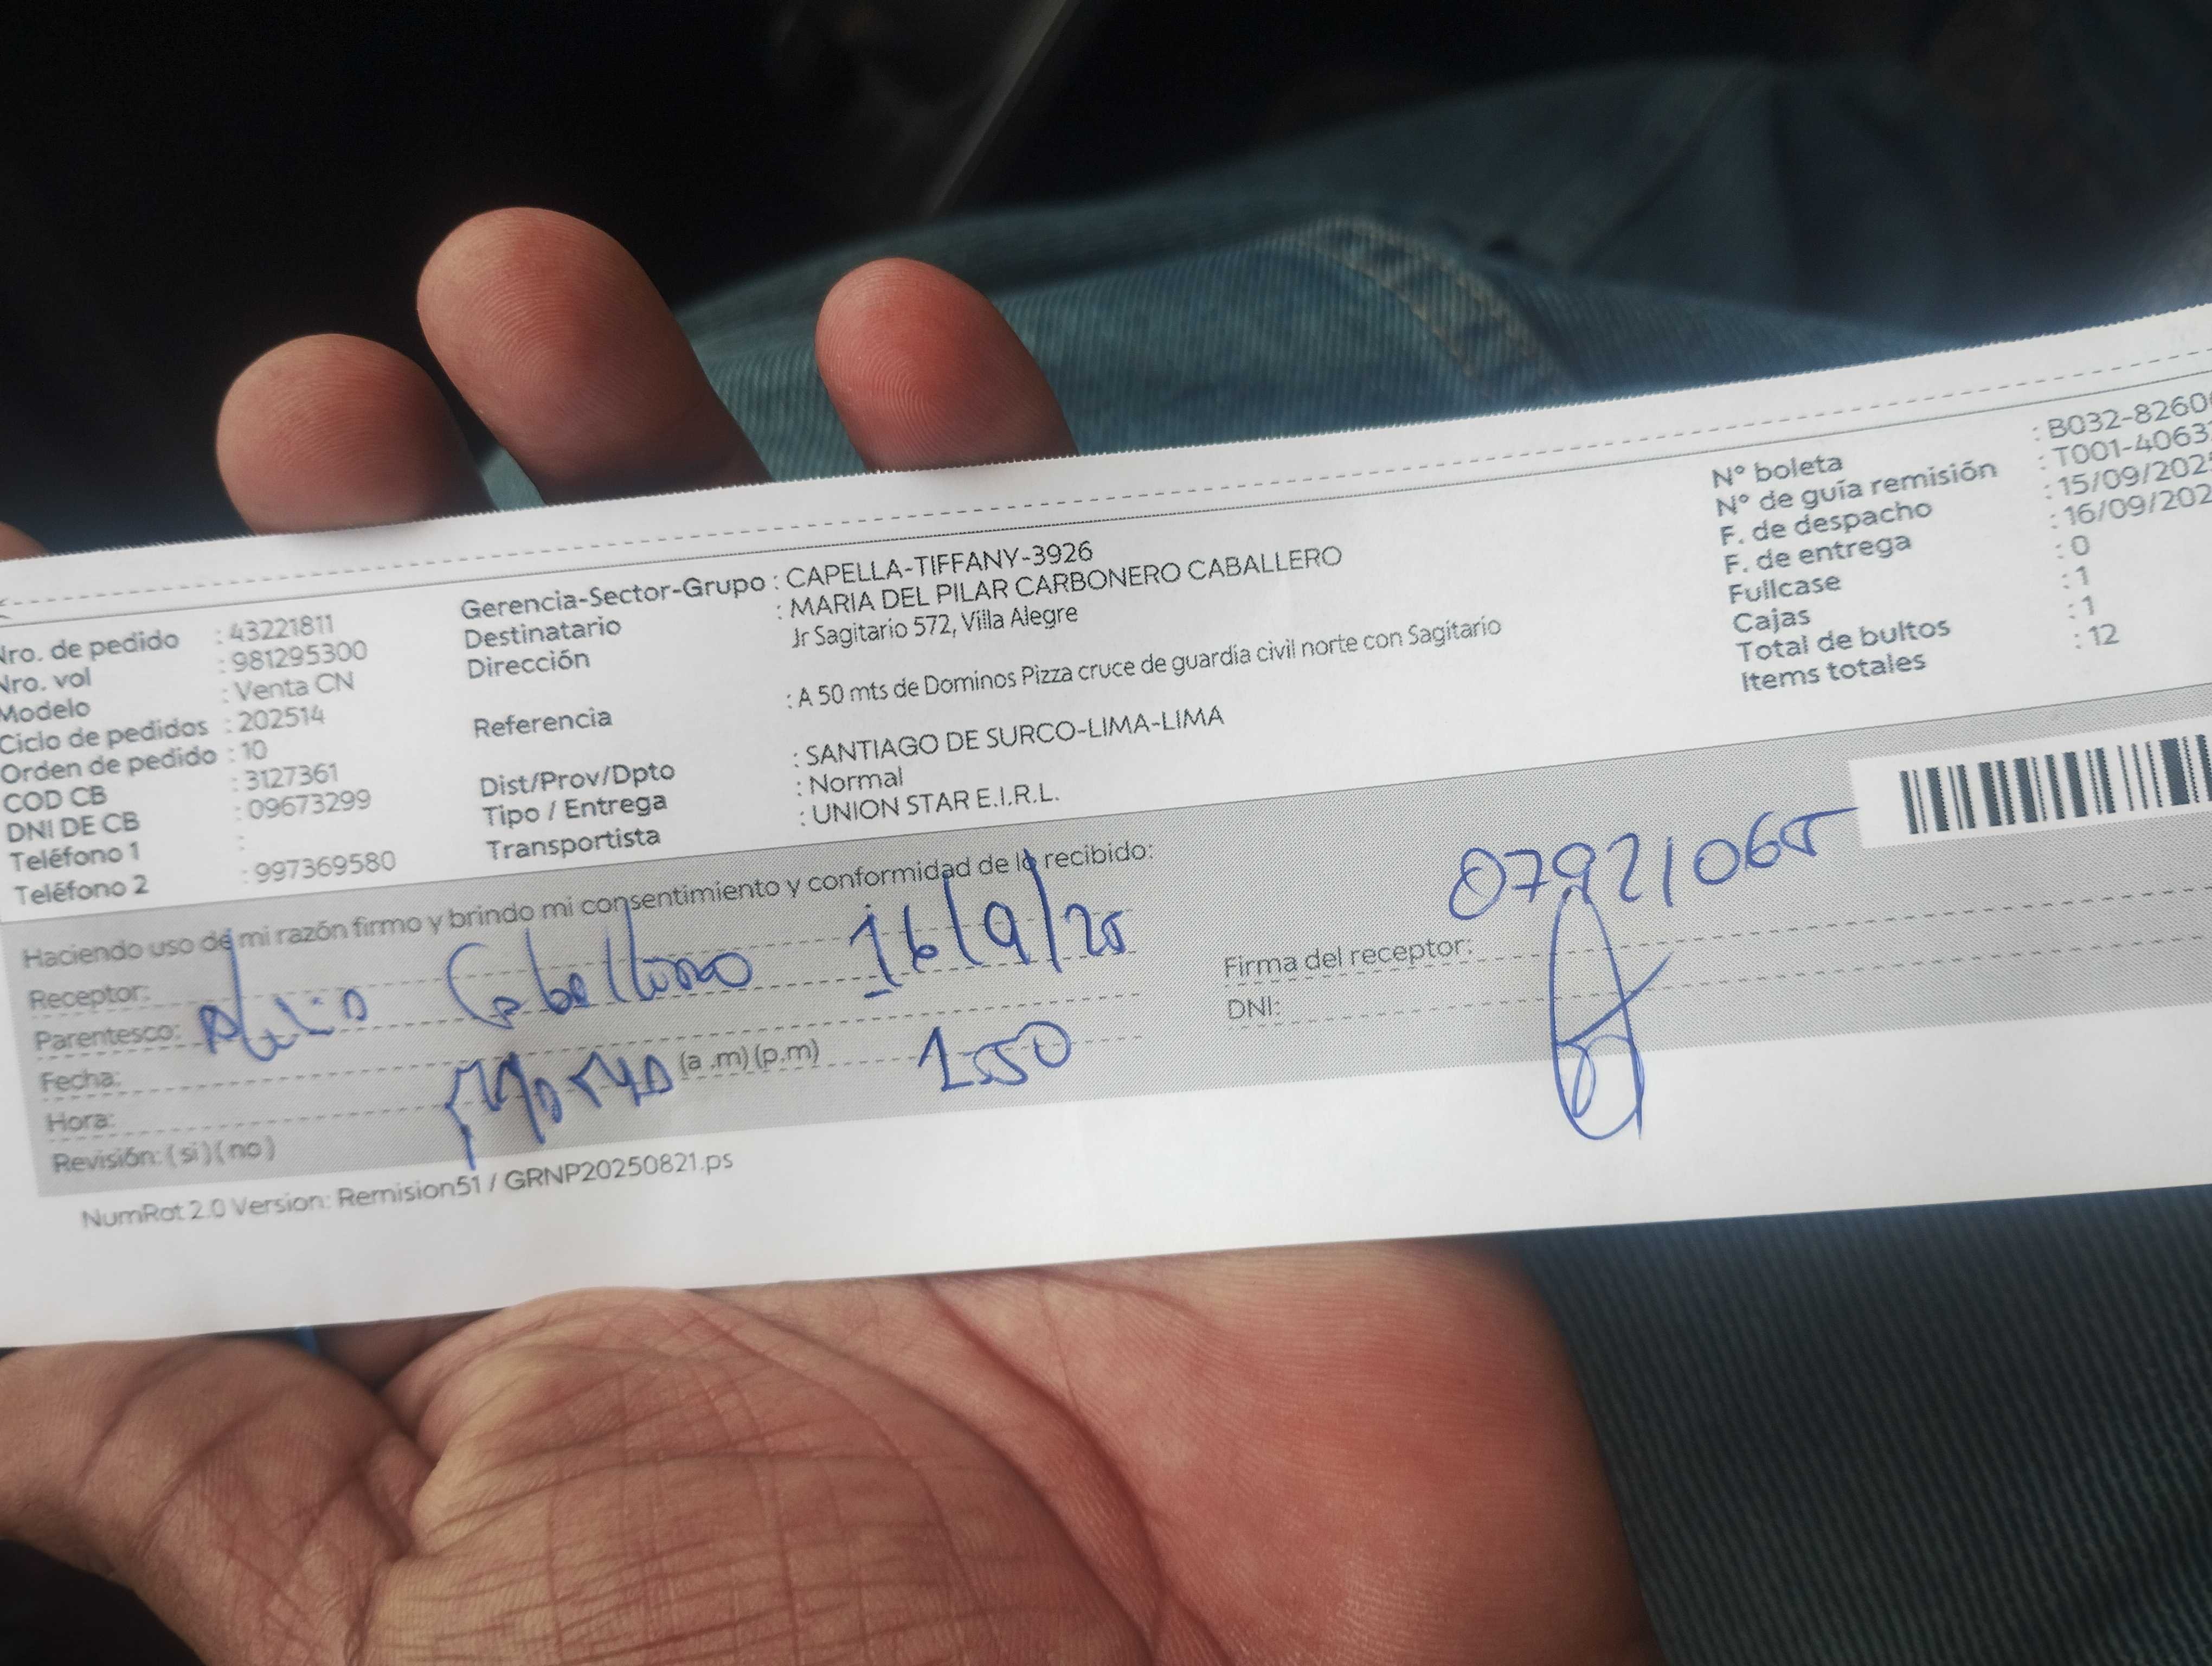 Nro. de pedido : 43221811
Nro. vol : 981295300
Modelo : Venta CN
Ciclo de pedidos : 202514
Orden de pedido : 10
COD CB : 3127361
DNI DE CB : 09673299
Teléfono 1 :
Teléfono 2 : 997369580
Gerencia-Sector-Grupo : CAPELLA-TIFFANY-3926
Destinatario : MARIA DEL PILAR CARBONERO CABALLERO
Dirección Jr Sagitario 572, Villa Alegre
Referencia : A 50 mts de Dominos Pizza cruce de guardia civil norte con Sagitario
Dist/Prov/Dpto : SANTIAGO DE SURCO-LIMA-LIMA
Tipo / Entrega : Normal
Transportista : UNION STAR E.I.R.L.
N° boleta : B032-8260
N° de guía remisión : T001-4063
F. de despacho : 15/09/202
F. de entrega : 16/09/202
Fullcase : 0
Cajas : 1
Total de bultos : 1
Items totales : 12
Haciendo uso de mi razón firmo y brindo mi consentimiento y conformidad de lo recibido:
Receptor: 16/9/25
Parentesco:
Fecha:
Hora: (a .m) (p.m) 1:50
Revisión: ( si ) ( no )
07921065
Firma del receptor:
DNI:
NumRot 2.0 Version: Remision51 / GRNP20250821.ps